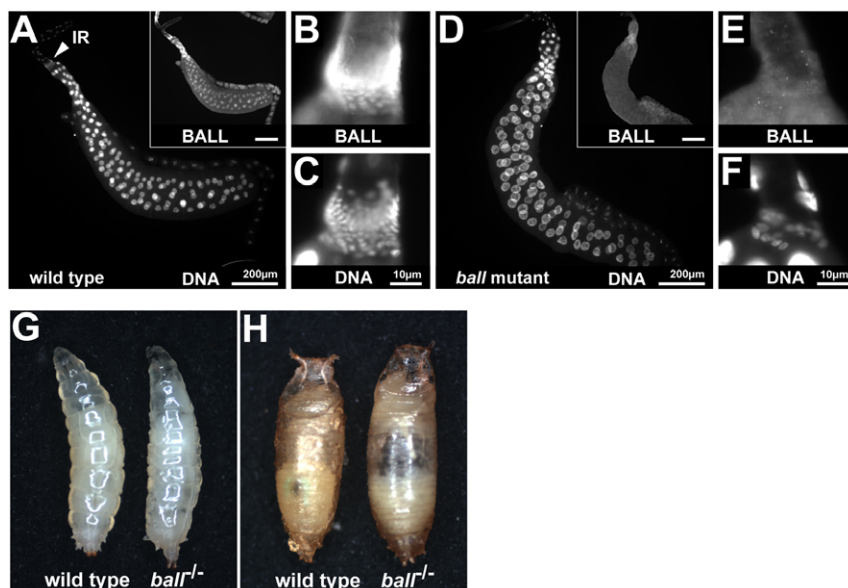 A
IR
BALL
wild type
DNA
200µm
B
BALL
C
DNA
10µm
D
BALL
ball mutant
DNA
200µm
E
BALL
F
DNA
10µm
G
wild type ball-/-
H
wild type ball-/-